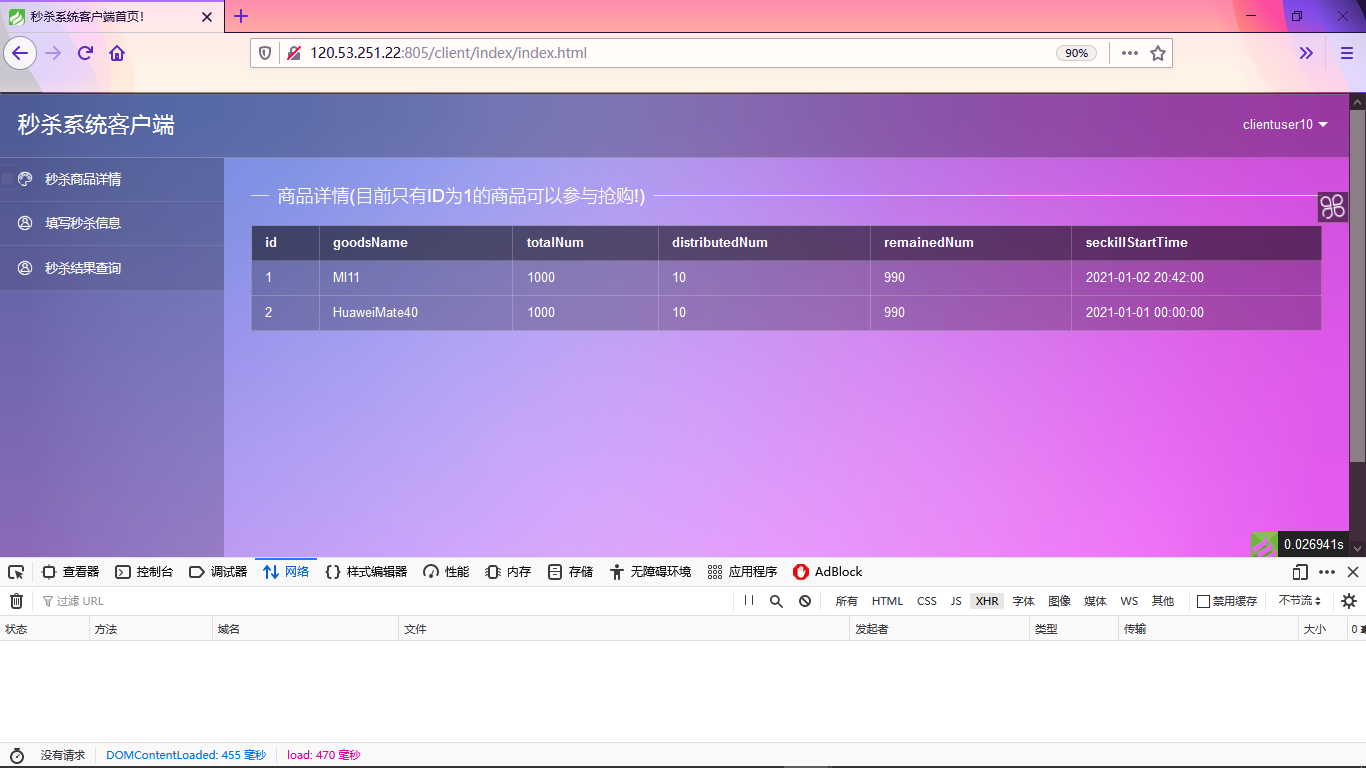 秒杀系统客户端首页!
120.53.251.22:805/client/index/index.html
90%
秒杀系统客户端
clientuser10
秒杀商品详情
填写秒杀信息
秒杀结果查询
商品详情(目前只有ID为1的商品可以参与抢购!)
id goodsName totalNum distributedNum remainedNum seckillStartTime
1 MI11 1000 10 990 2021-01-02 20:42:00
2 HuaweiMate40 1000 10 990 2021-01-01 00:00:00
0.026941s
查看器 控制台 调试器 网络 样式编辑器 性能 内存 存储 无障碍环境 应用程序 AdBlock
过滤 URL 所有 HTML CSS JS XHR 字体 图像 媒体 WS 其他 禁用缓存 不节流
状态 方法 域名 文件 发起者 类型 传输 大小 0
没有请求 DOMContentLoaded: 455 毫秒 load: 470 毫秒